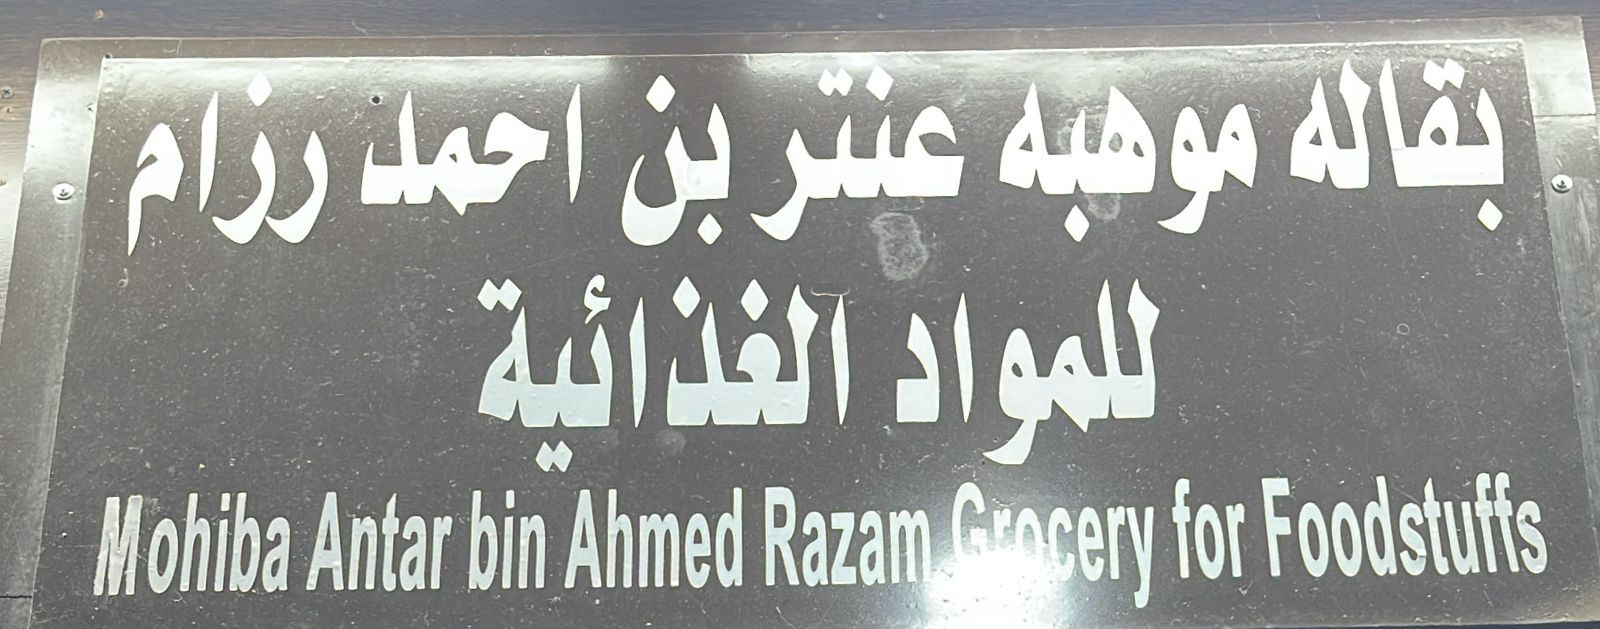 بقاله موهبه عنتر بن احمد رزام
للمواد الغذائية
Mohiba Antar bin Ahmed Razam Grocery for Foodstuffs